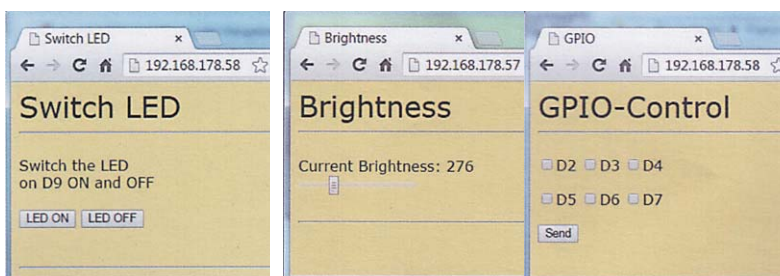 Switch LED
192.168.178.58
Switch LED
Switch the LED
on D9 ON and OFF
LED ON LED OFF
Brightness
192.168.178.57
Brightness
Current Brightness: 276
GPIO
192.168.178.58
GPIO-Control
D2 D3 D4
D5 D6 D7
Send